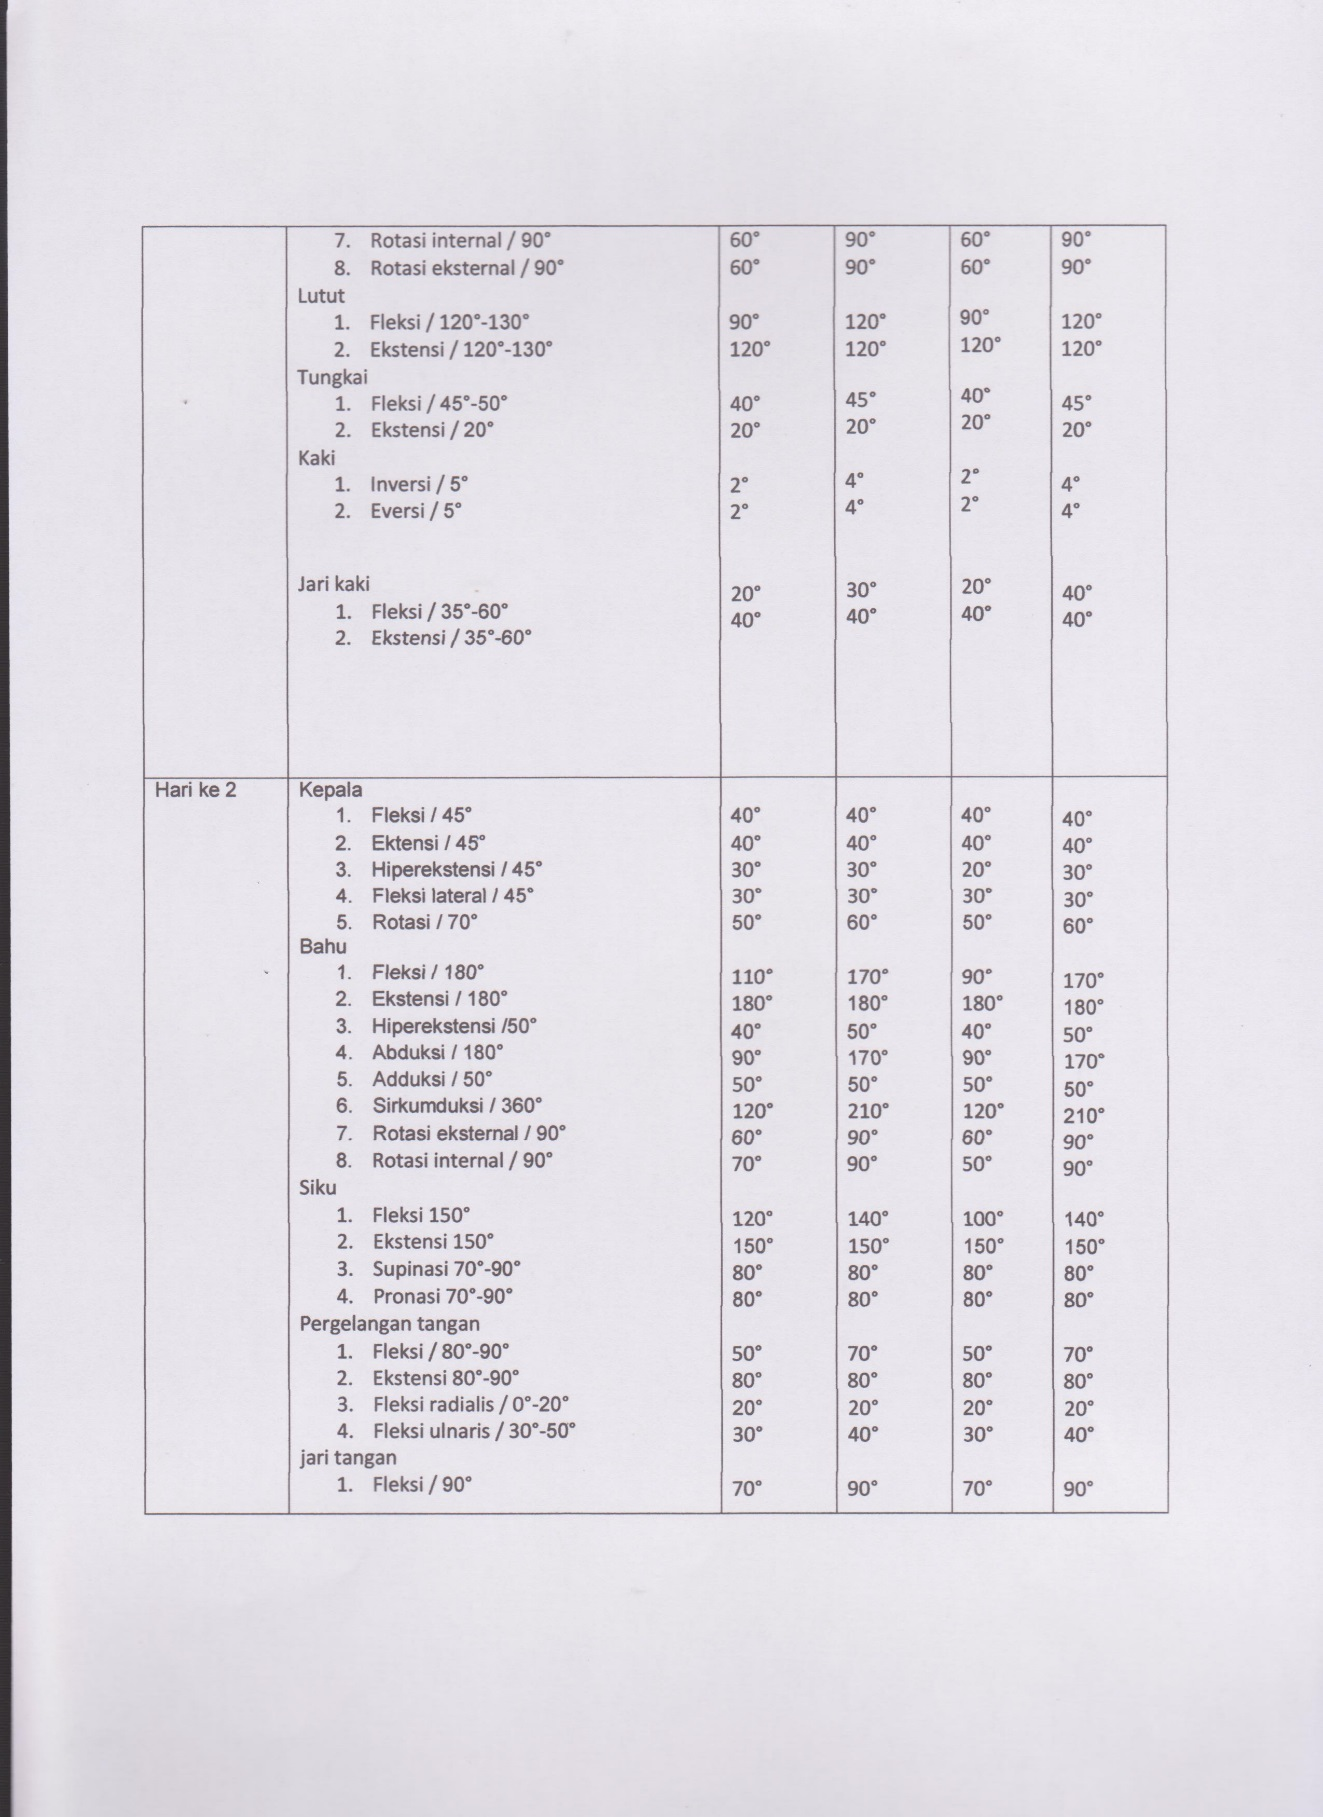 7. Rotasi internal / 90° 60° 90° 60° 90°
8. Rotasi eksternal / 90° 60° 90° 60° 90°
Lutut
1. Fleksi / 120°-130° 90° 120° 90° 120°
2. Ekstensi / 120°-130° 120° 120° 120° 120°
Tungkai
1. Fleksi / 45°-50° 40° 45° 40° 45°
2. Ekstensi / 20° 20° 20° 20° 20°
Kaki
1. Inversi / 5° 2° 4° 2° 4°
2. Eversi / 5° 2° 4° 2° 4°
Jari kaki 20° 30° 20° 40°
1. Fleksi / 35°-60° 40° 40° 40° 40°
2. Ekstensi / 35°-60°
Hari ke 2 Kepala
1. Fleksi / 45° 40° 40° 40° 40°
2. Ektensi / 45° 40° 40° 40° 40°
3. Hiperekstensi / 45° 30° 30° 20° 30°
4. Fleksi lateral / 45° 30° 30° 30° 30°
5. Rotasi / 70° 50° 60° 50° 60°
Bahu
1. Fleksi / 180° 110° 170° 90° 170°
2. Ekstensi / 180° 180° 180° 180° 180°
3. Hiperekstensi /50° 40° 50° 40° 50°
4. Abduksi / 180° 90° 170° 90° 170°
5. Adduksi / 50° 50° 50° 50° 50°
6. Sirkumduksi / 360° 120° 210° 120° 210°
7. Rotasi eksternal / 90° 60° 90° 60° 90°
8. Rotasi internal / 90° 70° 90° 50° 90°
Siku
1. Fleksi 150° 120° 140° 100° 140°
2. Ekstensi 150° 150° 150° 150° 150°
3. Supinasi 70°-90° 80° 80° 80° 80°
4. Pronasi 70°-90° 80° 80° 80° 80°
Pergelangan tangan
1. Fleksi / 80°-90° 50° 70° 50° 70°
2. Ekstensi 80°-90° 80° 80° 80° 80°
3. Fleksi radialis / 0°-20° 20° 20° 20° 20°
4. Fleksi ulnaris / 30°-50° 30° 40° 30° 40°
jari tangan
1. Fleksi / 90° 70° 90° 70° 90°